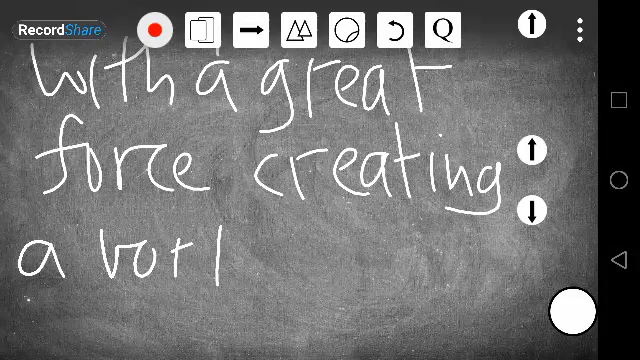 RecordShare
Q
with a great
force creating
a